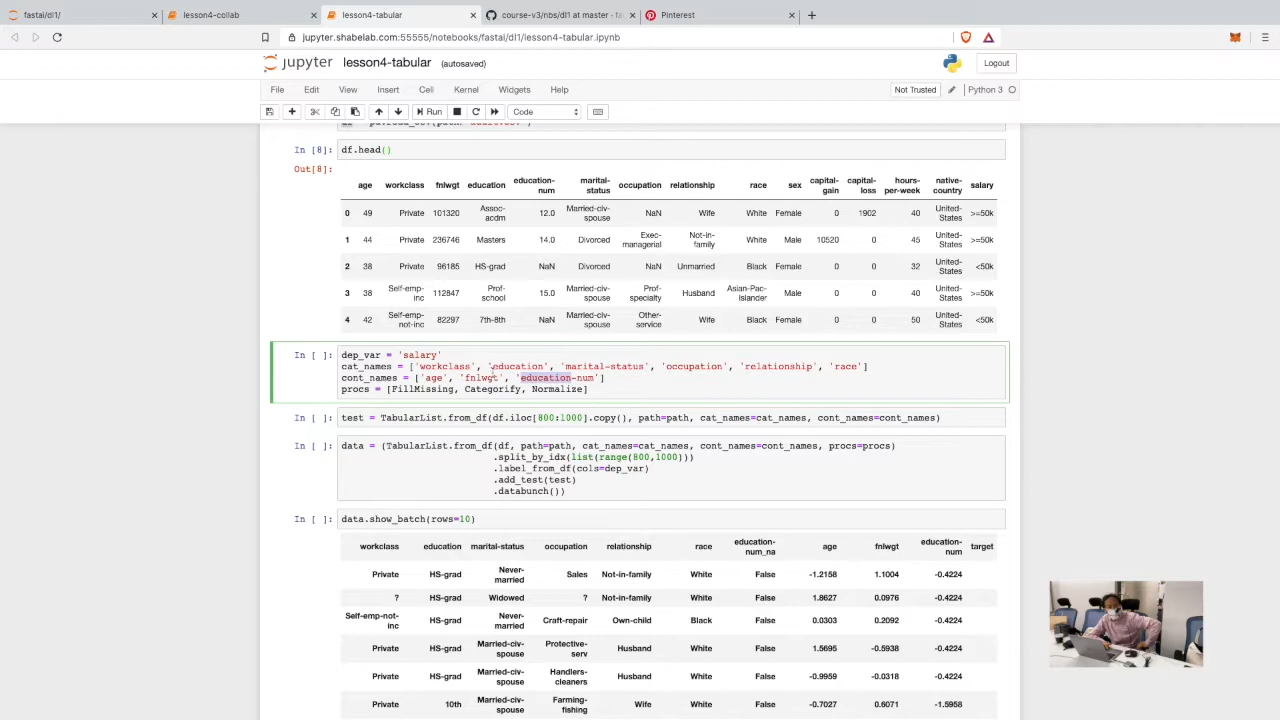 fastai/dl1/
lesson4-collab
lesson4-tabular
course-v3/nbs/dl1 at master · fas
Pinterest
jupyter.shabelab.com:55555/notebooks/fastai/dl1/lesson4-tabular.ipynb
jupyter lesson4-tabular (autosaved)
Logout
File Edit View Insert Cell Kernel Widgets Help
Not Trusted Python 3
Run Code
In [8]: df.head()
Out[8]:
age workclass fnlwgt education education-num marital-status occupation relationship race sex capital-gain capital-loss hours-per-week native-country salary
0 49 Private 101320 Assoc-acdm 12.0 Married-civ-spouse NaN Wife White Female 0 1902 40 United-States >=50k
1 44 Private 236746 Masters 14.0 Divorced Exec-managerial Not-in-family White Male 10520 0 45 United-States >=50k
2 38 Private 96185 HS-grad NaN Divorced NaN Unmarried Black Female 0 0 32 United-States <50k
3 38 Self-emp-inc 112847 Prof-school 15.0 Married-civ-spouse Prof-specialty Husband Asian-Pac-Islander Male 0 0 40 United-States >=50k
4 42 Self-emp-not-inc 82297 7th-8th NaN Married-civ-spouse Other-service Wife Black Female 0 0 50 United-States <50k
In [ ]: dep_var = 'salary'
cat_names = ['workclass', 'education', 'marital-status', 'occupation', 'relationship', 'race']
cont_names = ['age', 'fnlwgt', 'education-num']
procs = [FillMissing, Categorify, Normalize]
In [ ]: test = TabularList.from_df(df.iloc[800:1000].copy(), path=path, cat_names=cat_names, cont_names=cont_names)
In [ ]: data = (TabularList.from_df(df, path=path, cat_names=cat_names, cont_names=cont_names, procs=procs)
.split_by_idx(list(range(800,1000)))
.label_from_df(cols=dep_var)
.add_test(test)
.databunch())
In [ ]: data.show_batch(rows=10)
workclass education marital-status occupation relationship race education-num_na age fnlwgt education-num target
Private HS-grad Never-married Sales Not-in-family White False -1.2158 1.1004 -0.4224
? HS-grad Widowed ? Not-in-family White False 1.8627 0.0976 -0.4224
Self-emp-not-inc HS-grad Never-married Craft-repair Own-child Black False 0.0303 0.2092 -0.4224
Private HS-grad Married-civ-spouse Protective-serv Husband White False 1.5695 -0.5938 -0.4224
Private HS-grad Married-civ-spouse Handlers-cleaners Husband White False -0.9959 -0.0318 -0.4224
Private 10th Married-civ-spouse Farming-fishing Wife White False -0.7027 0.6071 -1.5958